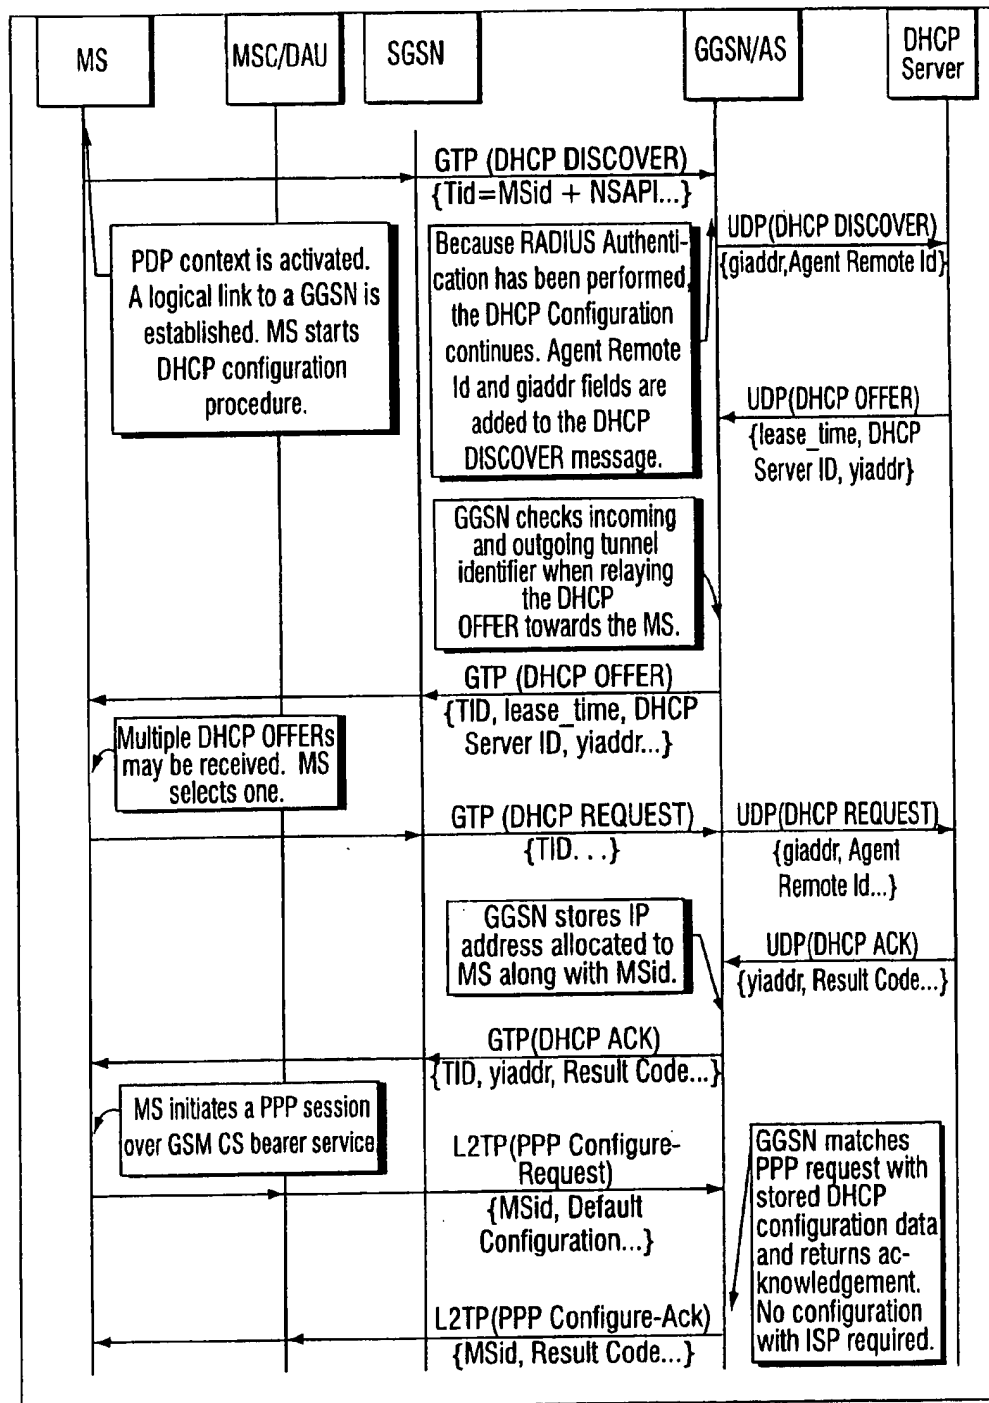 MS
MSC/DAU
SGSN
GGSN/AS
DHCP
Server
GTP (DHCP DISCOVER)
{Tid=MSid + NSAPI...}
PDP context is activated.
A logical link to a GGSN is
established. MS starts
DHCP configuration
procedure.
Because RADIUS Authenti-
cation has been performed,
the DHCP Configuration
continues. Agent Remote
Id and giaddr fields are
added to the DHCP
DISCOVER message.
UDP(DHCP DISCOVER)
{giaddr,Agent Remote Id}
UDP(DHCP OFFER)
{lease_time, DHCP
Server ID, yiaddr}
GGSN checks incoming
and outgoing tunnel
identifier when relaying
the DHCP
OFFER towards the MS.
GTP (DHCP OFFER)
{TID, lease_time, DHCP
Server ID, yiaddr...}
Multiple DHCP OFFERs
may be received. MS
selects one.
GTP (DHCP REQUEST)
{TID...}
UDP(DHCP REQUEST)
{giaddr, Agent
Remote Id...}
GGSN stores IP
address allocated to
MS along with MSid.
UDP(DHCP ACK)
{yiaddr, Result Code...}
GTP(DHCP ACK)
{TID, yiaddr, Result Code...}
MS initiates a PPP session
over GSM CS bearer service
L2TP(PPP Configure-
Request)
{MSid, Default
Configuration...}
GGSN matches
PPP request with
stored DHCP
configuration data
and returns ac-
knowledgement.
No configuration
with ISP required.
L2TP(PPP Configure-Ack)
{MSid, Result Code...}